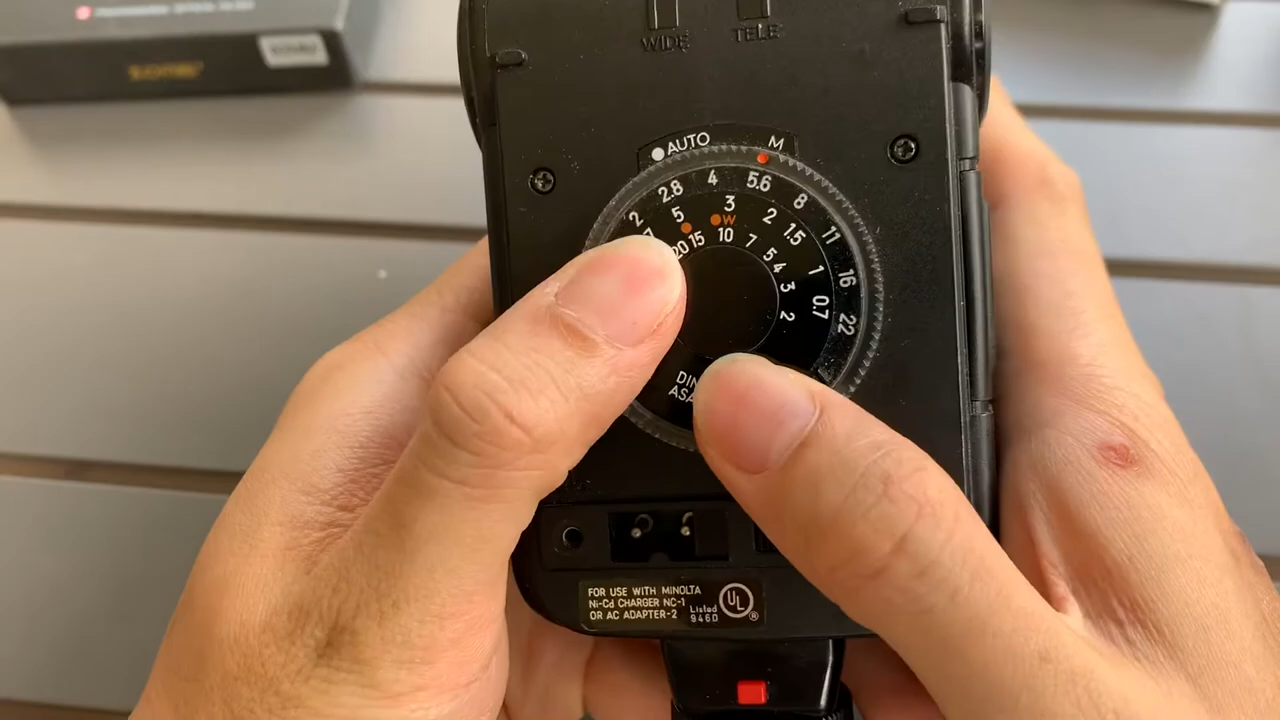 WIDE TELE
AUTO M
2 2.8 4 5.6 8 11 16 22
5 3 2 1.5 1 0.7
W
20 15 10 7 5 4 3 2
DIN
ASA
FOR USE WITH MINOLTA
Ni-Cd CHARGER NC-1
OR AC ADAPTER-2
Listed
946D
UL
®